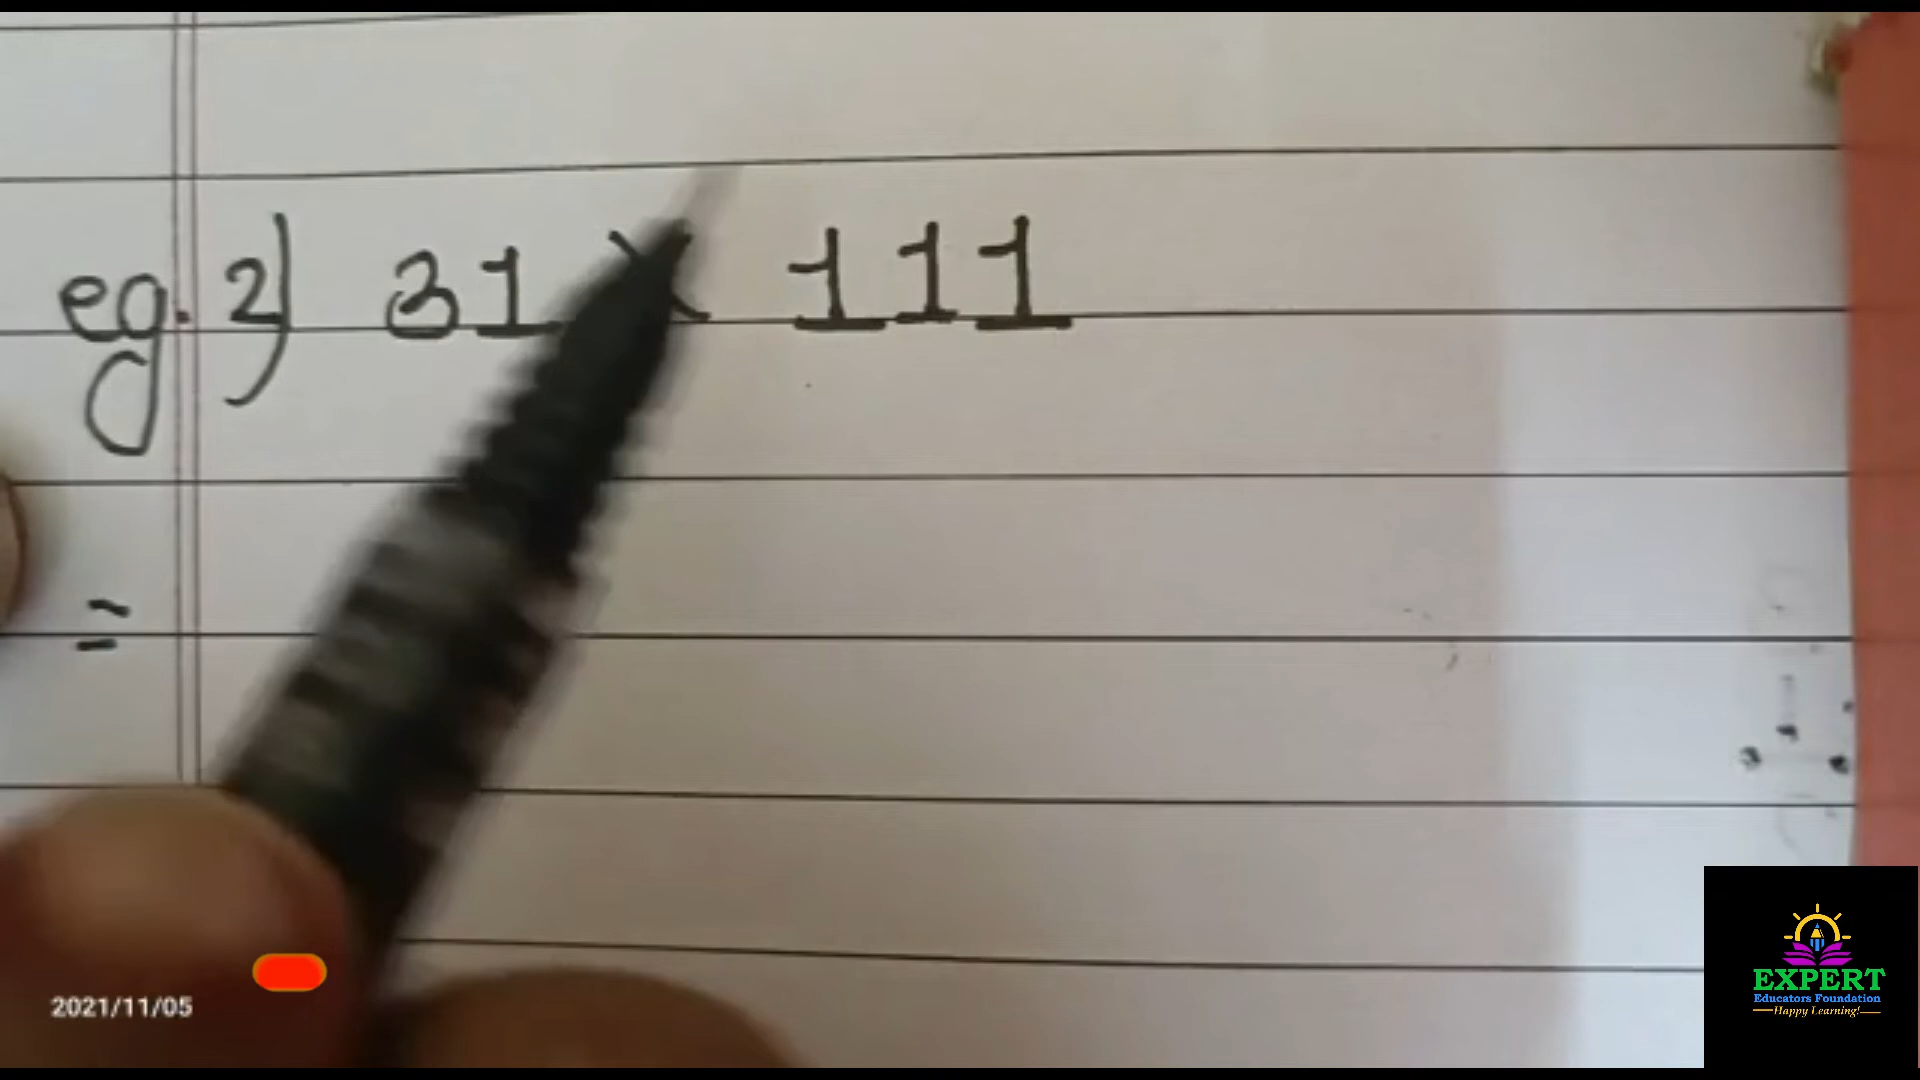 eg. 2) 31 × 111
=
2021/11/05
EXPERT
Educators Foundation
Happy Learning!